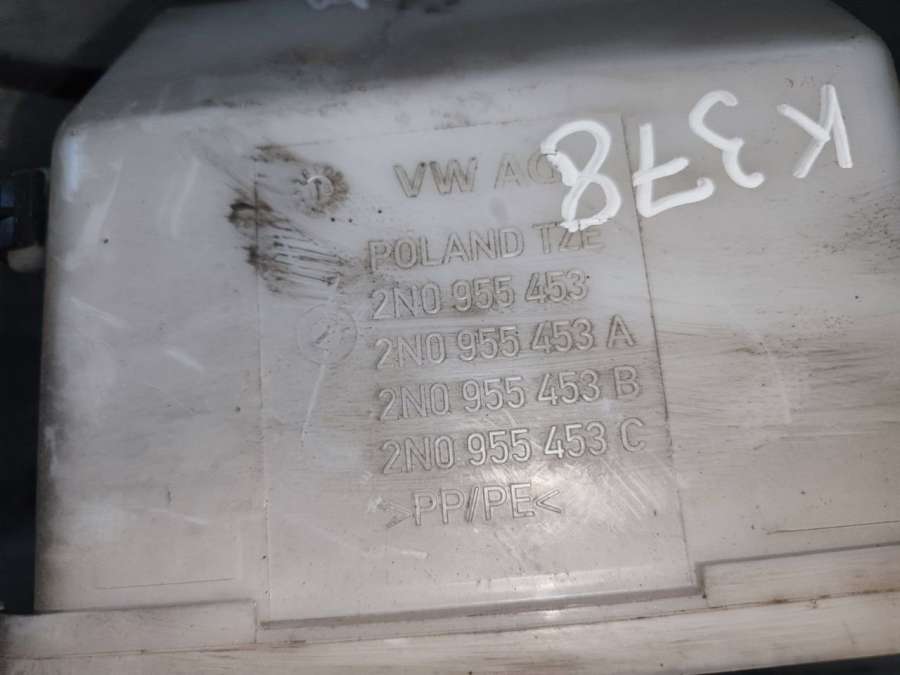 K378
VW AG
POLAND TZE
2N0 955 453
2N0 955 453 A
2N0 955 453 B
2N0 955 453 C
>PP/PE<